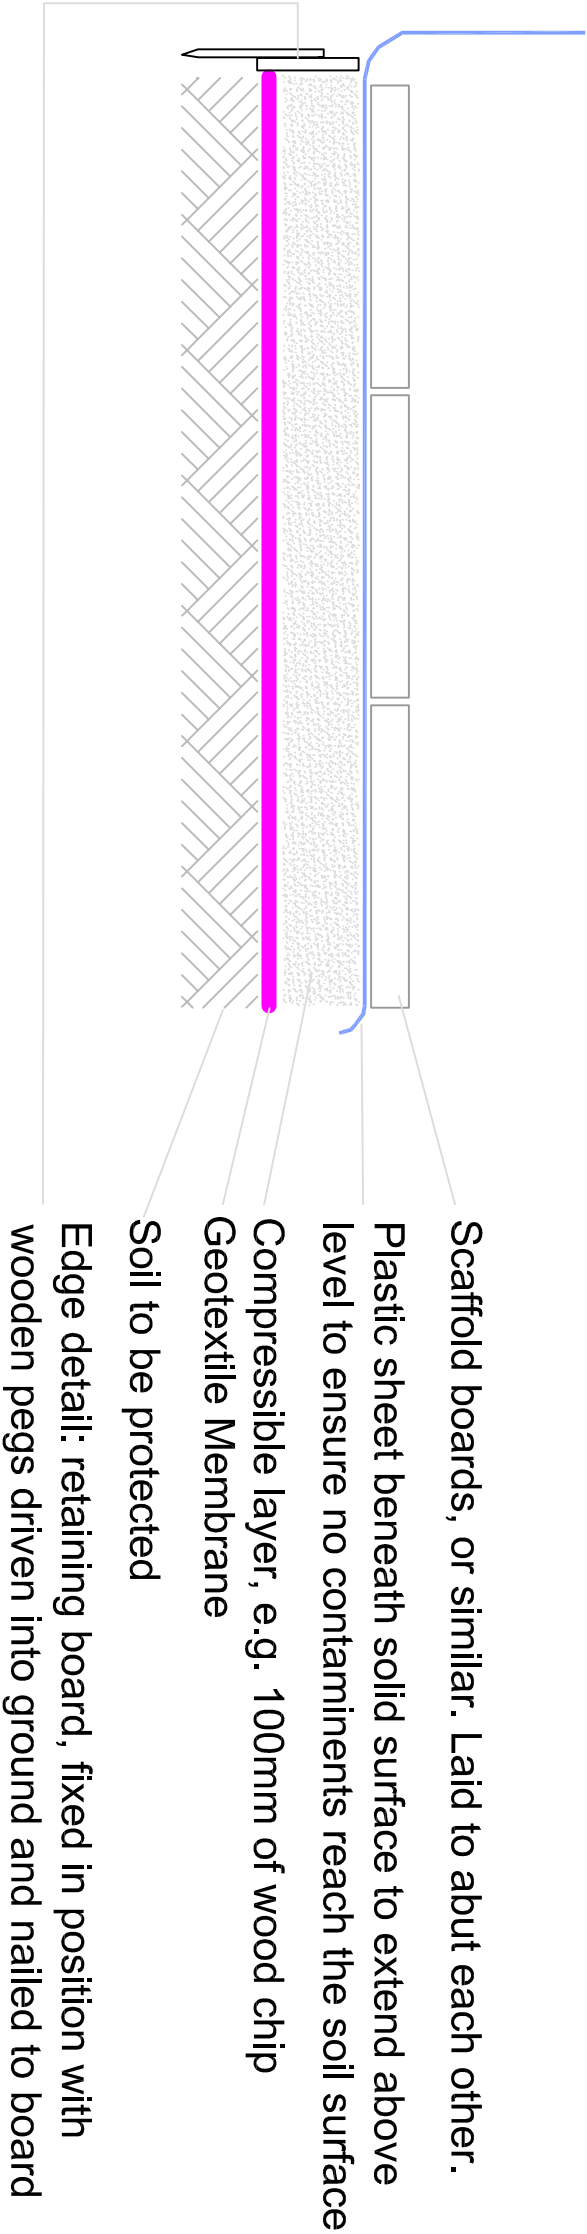 Scaffold boards, or similar. Laid to abut each other.
Plastic sheet beneath solid surface to extend above
level to ensure no contaminents reach the soil surface
Compressible layer, e.g. 100mm of wood chip
Geotextile Membrane
Soil to be protected
Edge detail: retaining board, fixed in position with
wooden pegs driven into ground and nailed to board